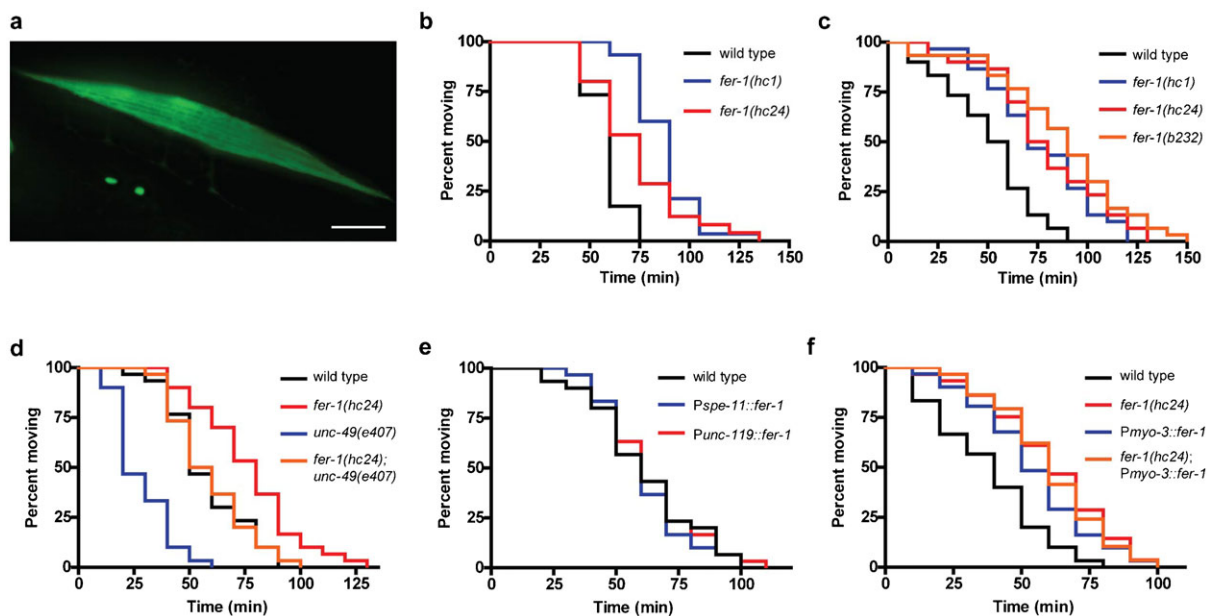 a
b
Percent moving
100
75
50
25
0
0 25 50 75 100 125 150
Time (min)
wild type
fer-1(hc1)
fer-1(hc24)
c
Percent moving
100
75
50
25
0
0 25 50 75 100 125 150
Time (min)
wild type
fer-1(hc1)
fer-1(hc24)
fer-1(b232)
d
Percent moving
100
75
50
25
0
0 25 50 75 100 125
Time (min)
wild type
fer-1(hc24)
unc-49(e407)
fer-1(hc24);
unc-49(e407)
e
Percent moving
100
75
50
25
0
0 25 50 75 100
Time (min)
wild type
Pspe-11::fer-1
Punc-119::fer-1
f
Percent moving
100
75
50
25
0
0 25 50 75 100
Time (min)
wild type
fer-1(hc24)
Pmyo-3::fer-1
fer-1(hc24);
Pmyo-3::fer-1